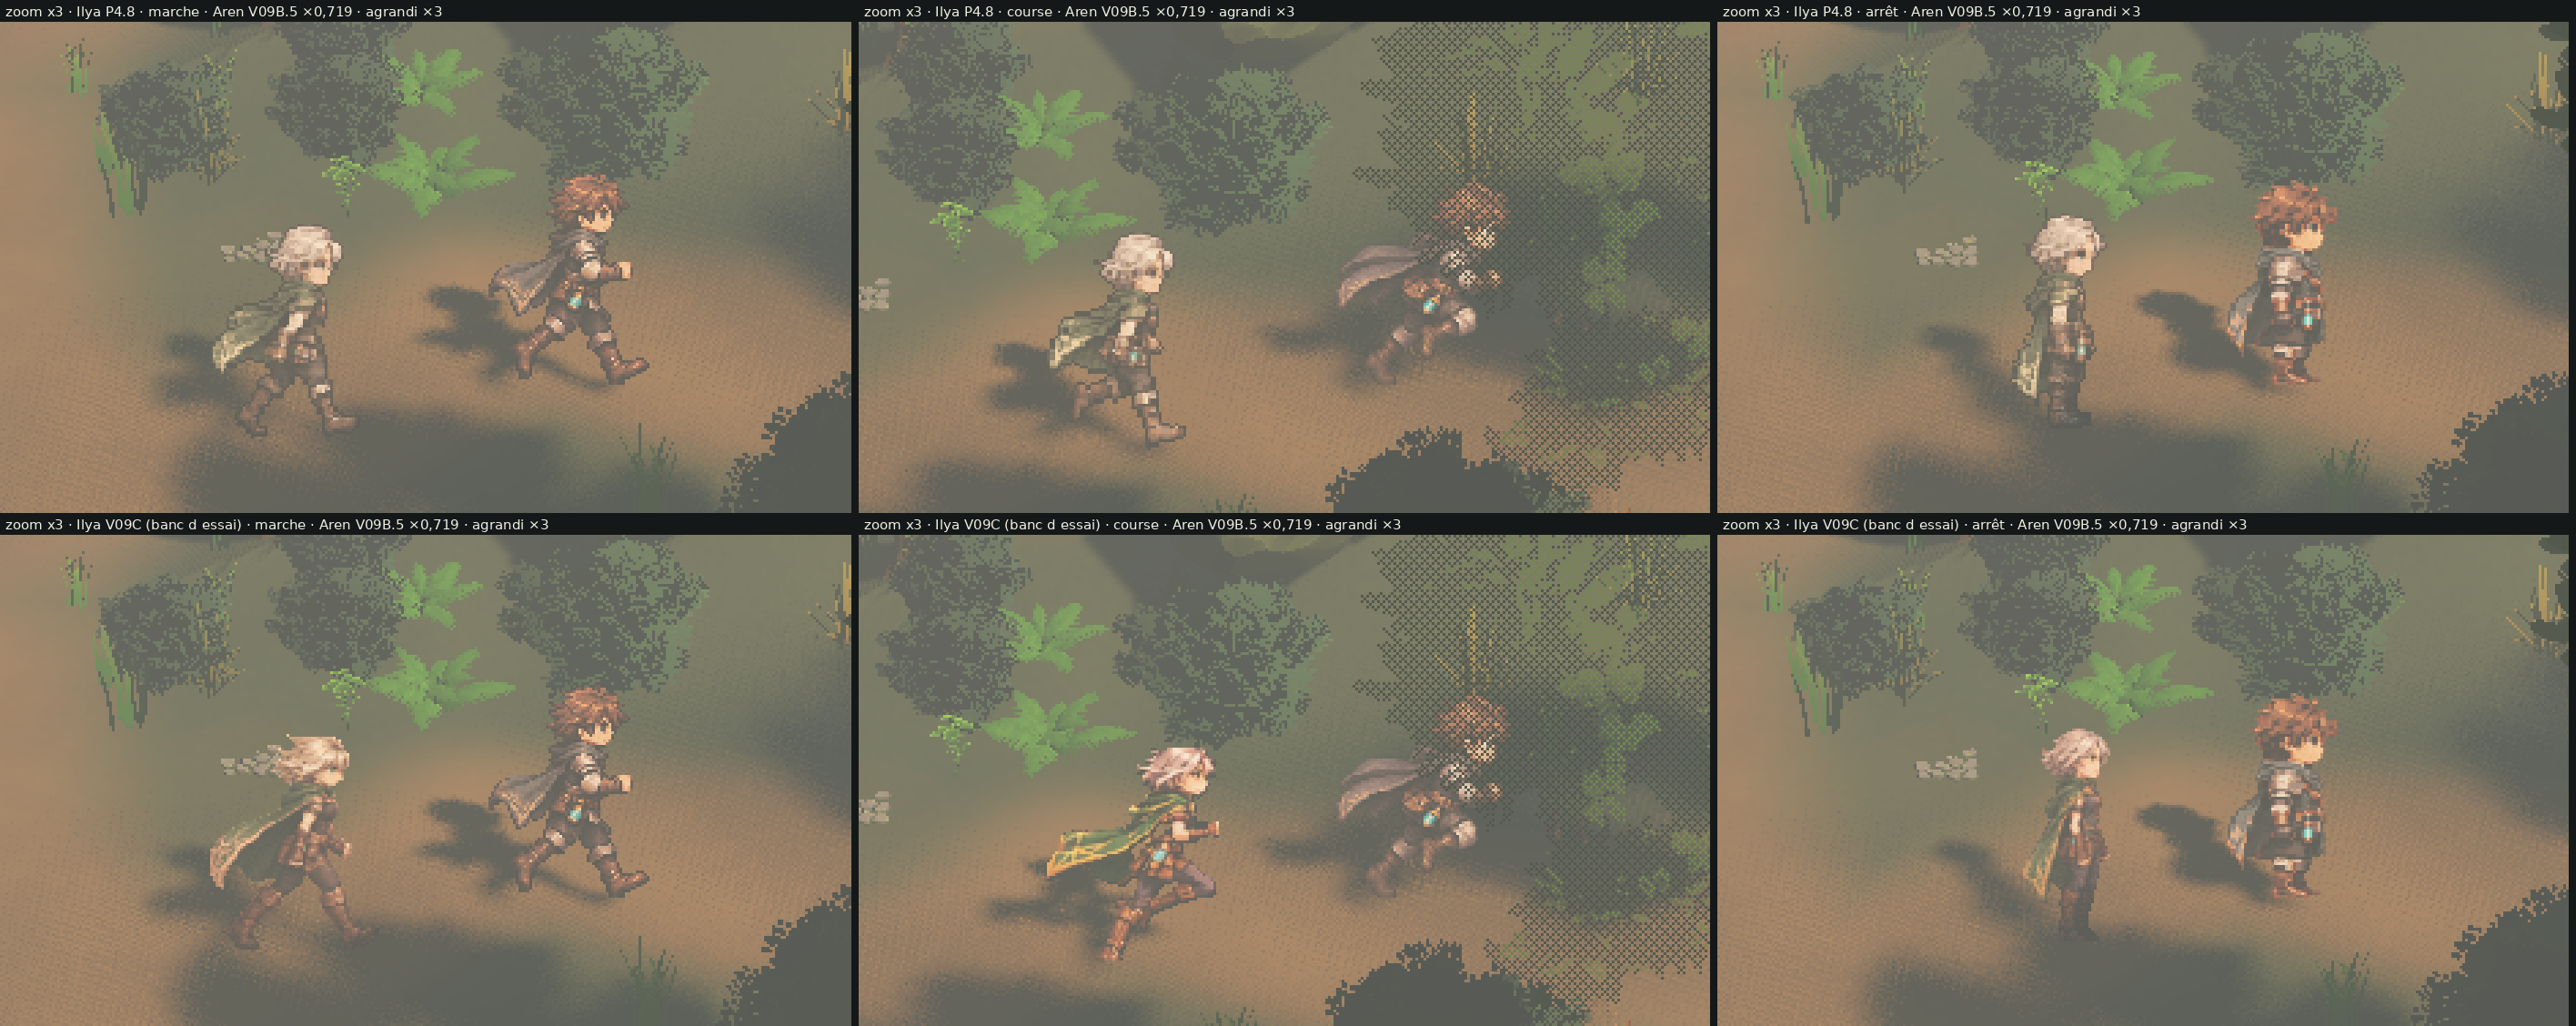 zoom x3 · Ilya P4.8 · marche · Aren V09B.5 ×0,719 · agrandi ×3
zoom x3 · Ilya P4.8 · course · Aren V09B.5 ×0,719 · agrandi ×3
zoom x3 · Ilya P4.8 · arrêt · Aren V09B.5 ×0,719 · agrandi ×3
zoom x3 · Ilya V09C (banc d essai) · marche · Aren V09B.5 ×0,719 · agrandi ×3
zoom x3 · Ilya V09C (banc d essai) · course · Aren V09B.5 ×0,719 · agrandi ×3
zoom x3 · Ilya V09C (banc d essai) · arrêt · Aren V09B.5 ×0,719 · agrandi ×3